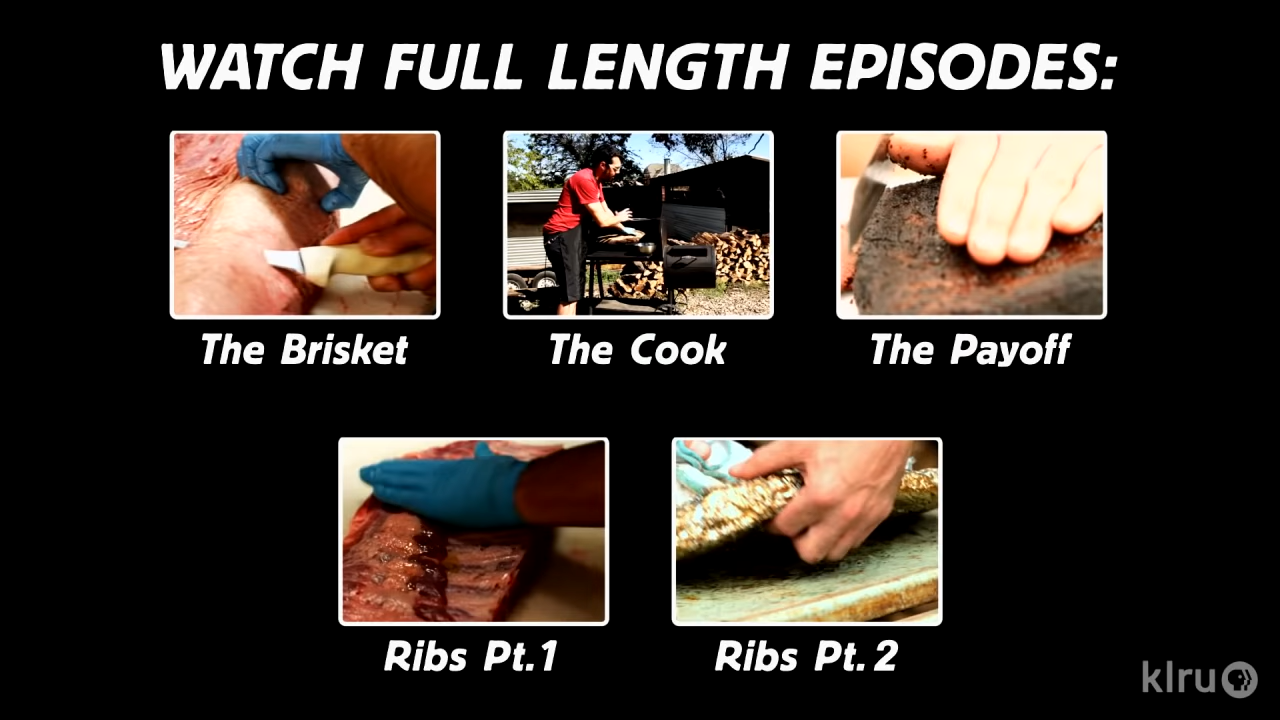 WATCH FULL LENGTH EPISODES:
The Brisket
The Cook
The Payoff
Ribs Pt.1
Ribs Pt. 2
klru